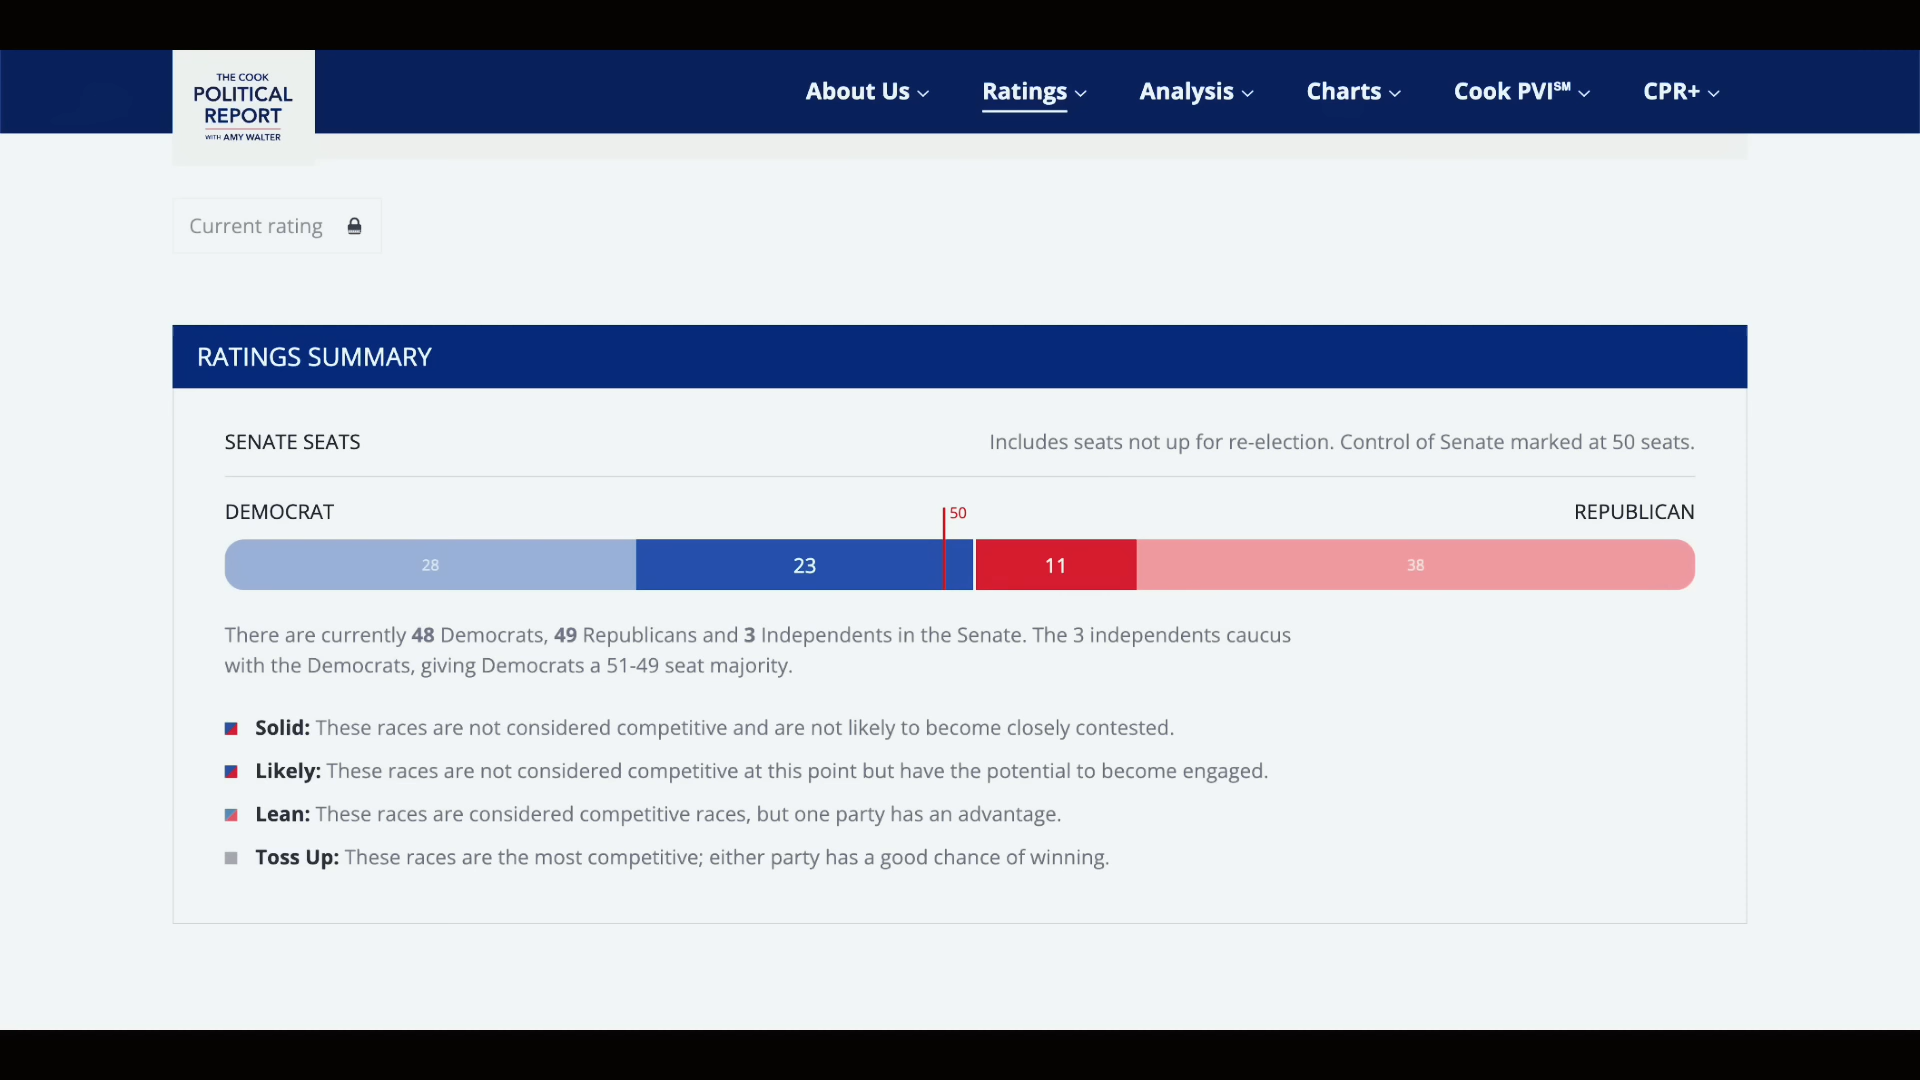 THE COOK
POLITICAL
REPORT
WITH AMY WALTER
About Us
Ratings
Analysis
Charts
Cook PVI℠
CPR+
Current rating
RATINGS SUMMARY
SENATE SEATS
Includes seats not up for re-election. Control of Senate marked at 50 seats.
DEMOCRAT
50
REPUBLICAN
28
23
11
38
There are currently 48 Democrats, 49 Republicans and 3 Independents in the Senate. The 3 independents caucus
with the Democrats, giving Democrats a 51-49 seat majority.
Solid: These races are not considered competitive and are not likely to become closely contested.
Likely: These races are not considered competitive at this point but have the potential to become engaged.
Lean: These races are considered competitive races, but one party has an advantage.
Toss Up: These races are the most competitive; either party has a good chance of winning.